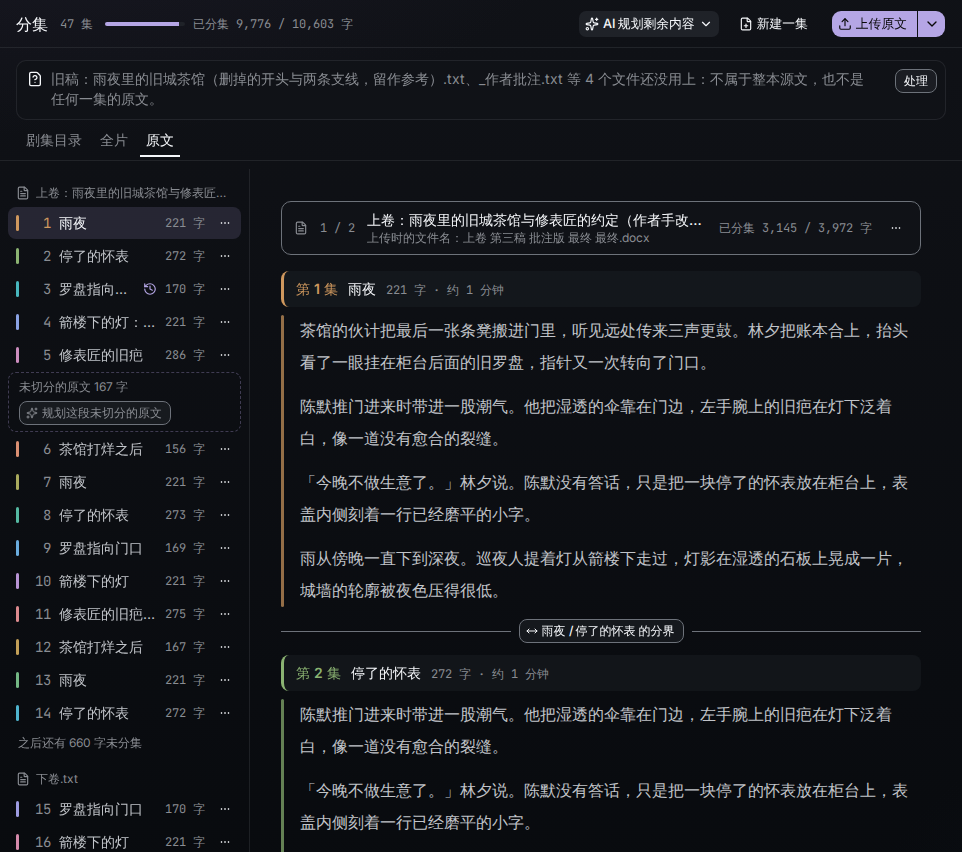 分集 47 集 已分集 9,776 / 10,603 字 AI 规划剩余内容 新建一集 上传原文
旧稿：雨夜里的旧城茶馆（删掉的开头与两条支线，留作参考）.txt、_作者批注.txt 等 4 个文件还没用上：不属于整本源文，也不是
任何一集的原文。
处理
剧集目录 全片 原文
上卷：雨夜里的旧城茶馆与修表匠...
1 雨夜 221 字 ···
2 停了的怀表 272 字 ···
3 罗盘指向... 170 字 ···
4 箭楼下的灯：... 221 字 ···
5 修表匠的旧疤 286 字 ···
未切分的原文 167 字
规划这段未切分的原文
6 茶馆打烊之后 156 字 ···
7 雨夜 221 字 ···
8 停了的怀表 273 字 ···
9 罗盘指向门口 169 字 ···
10 箭楼下的灯 221 字 ···
11 修表匠的旧疤... 275 字 ···
12 茶馆打烊之后 167 字 ···
13 雨夜 221 字 ···
14 停了的怀表 272 字 ···
之后还有 660 字未分集
下卷.txt
15 罗盘指向门口 170 字 ···
16 箭楼下的灯 221 字 ···
1 / 2 上卷：雨夜里的旧城茶馆与修表匠的约定（作者手改... 已分集 3,145 / 3,972 字 ···
上传时的文件名：上卷 第三稿 批注版 最终 最终.docx
第 1 集 雨夜 221 字 · 约 1 分钟
茶馆的伙计把最后一张条凳搬进门里，听见远处传来三声更鼓。林夕把账本合上，抬头
看了一眼挂在柜台后面的旧罗盘，指针又一次转向了门口。
陈默推门进来时带进一股潮气。他把湿透的伞靠在门边，左手腕上的旧疤在灯下泛着
白，像一道没有愈合的裂缝。
「今晚不做生意了。」林夕说。陈默没有答话，只是把一块停了的怀表放在柜台上，表
盖内侧刻着一行已经磨平的小字。
雨从傍晚一直下到深夜。巡夜人提着灯从箭楼下走过，灯影在湿透的石板上晃成一片，
城墙的轮廓被夜色压得很低。
雨夜 / 停了的怀表 的分界
第 2 集 停了的怀表 272 字 · 约 1 分钟
陈默推门进来时带进一股潮气。他把湿透的伞靠在门边，左手腕上的旧疤在灯下泛着
白，像一道没有愈合的裂缝。
「今晚不做生意了。」林夕说。陈默没有答话，只是把一块停了的怀表放在柜台上，表
盖内侧刻着一行已经磨平的小字。